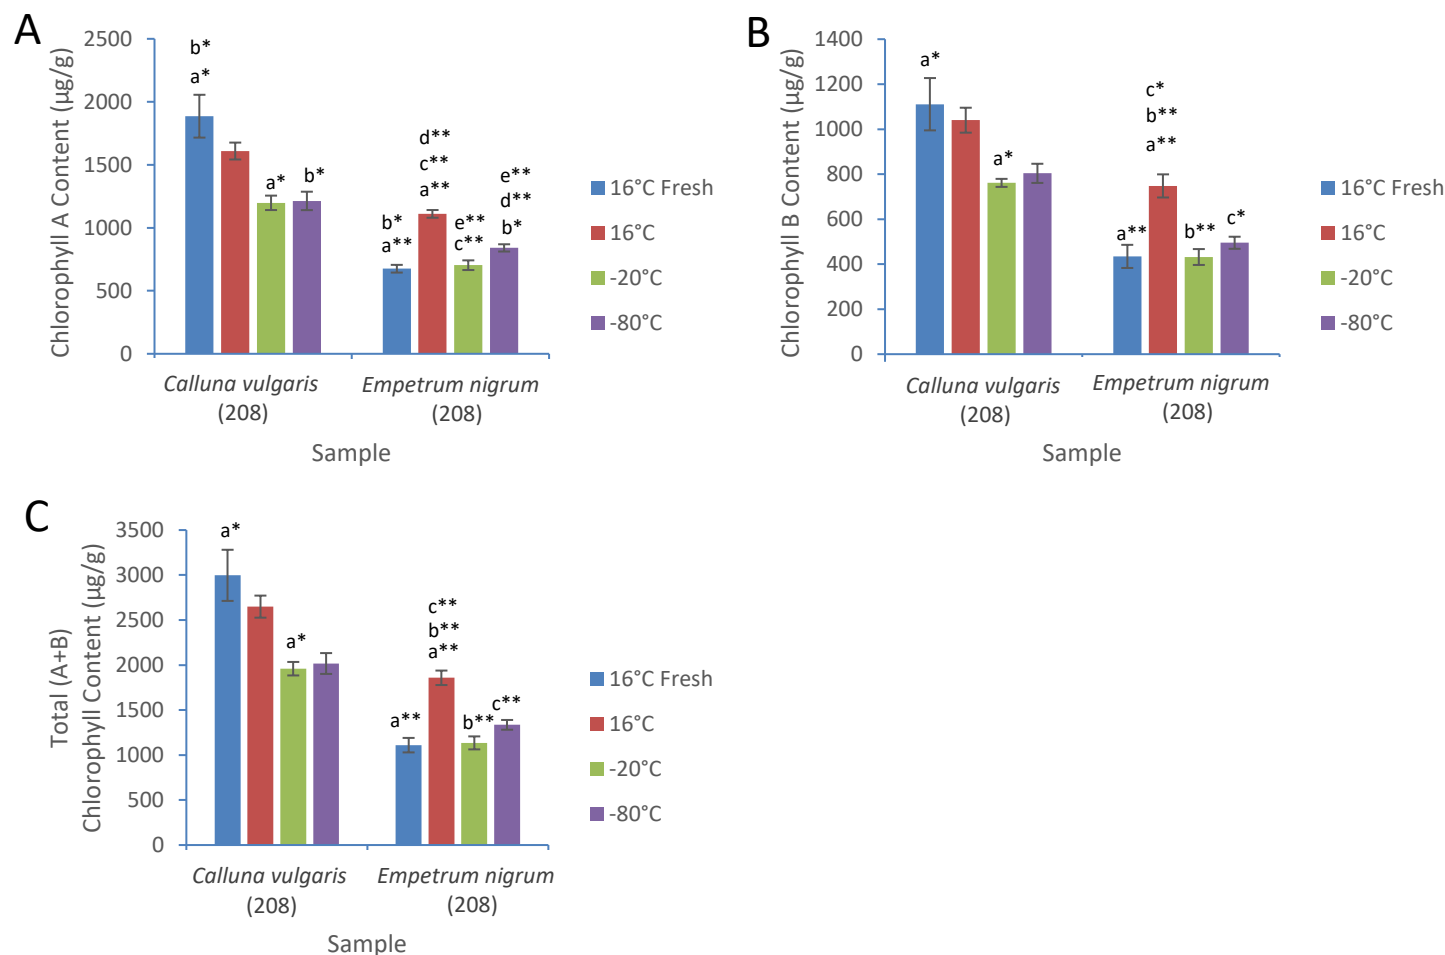 A
Chlorophyll A Content (µg/g)
2500
2000
1500
1000
500
0
b*
a*
a*
b*
b*
a**
d**
c**
a**
e**
c**
e**
d**
b*
Calluna vulgaris
(208)
Empetrum nigrum
(208)
Sample
16°C Fresh
16°C
-20°C
-80°C
B
Chlorophyll B Content (µg/g)
1400
1200
1000
800
600
400
200
0
a*
a*
a**
c*
b**
a**
b**
c*
Calluna vulgaris
(208)
Empetrum nigrum
(208)
Sample
16°C Fresh
16°C
-20°C
-80°C
C
Total (A+B)
Chlorophyll Content (µg/g)
3500
3000
2500
2000
1500
1000
500
0
a*
a*
a**
c**
b**
a**
b**
c**
Calluna vulgaris
(208)
Empetrum nigrum
(208)
Sample
16°C Fresh
16°C
-20°C
-80°C